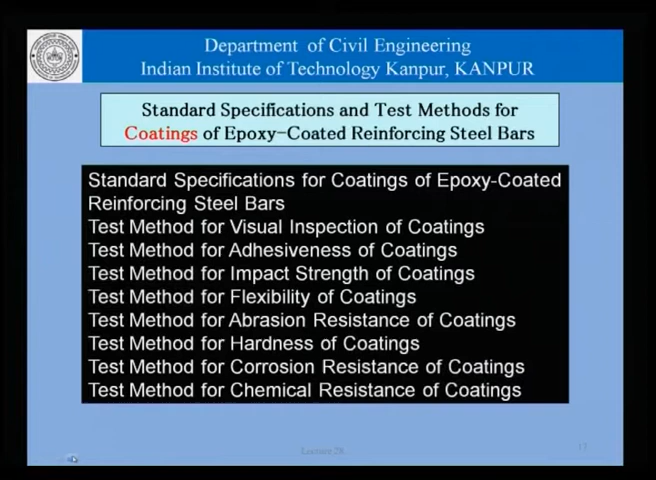 Department of Civil Engineering
Indian Institute of Technology Kanpur, KANPUR
Standard Specifications and Test Methods for
Coatings of Epoxy-Coated Reinforcing Steel Bars
Standard Specifications for Coatings of Epoxy-Coated
Reinforcing Steel Bars
Test Method for Visual Inspection of Coatings
Test Method for Adhesiveness of Coatings
Test Method for Impact Strength of Coatings
Test Method for Flexibility of Coatings
Test Method for Abrasion Resistance of Coatings
Test Method for Hardness of Coatings
Test Method for Corrosion Resistance of Coatings
Test Method for Chemical Resistance of Coatings
Lecture 28
17